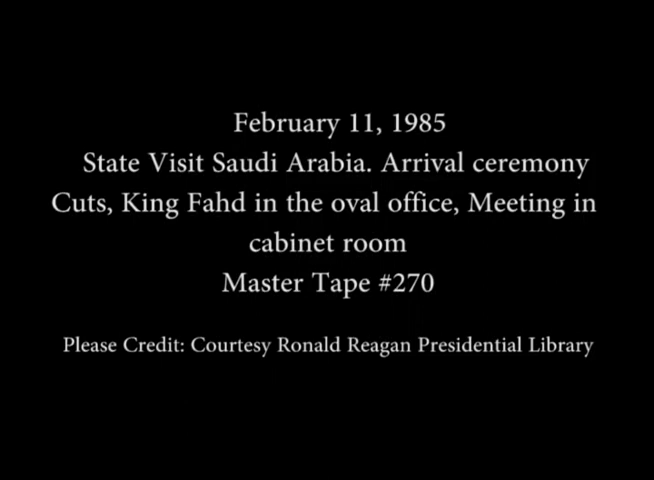 February 11, 1985
State Visit Saudi Arabia. Arrival ceremony
Cuts, King Fahd in the oval office, Meeting in
cabinet room
Master Tape #270
Please Credit: Courtesy Ronald Reagan Presidential Library